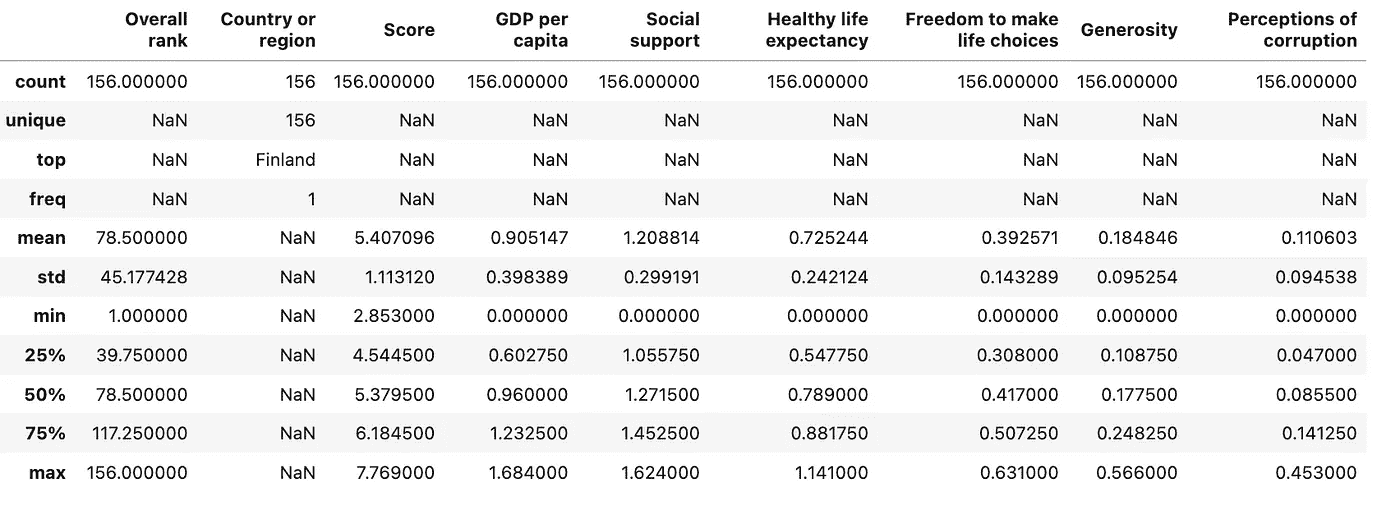 Overall rank Country or region Score GDP per capita Social support Healthy life expectancy Freedom to make life choices Generosity Perceptions of corruption
count 156.000000 156 156.000000 156.000000 156.000000 156.000000 156.000000 156.000000 156.000000
unique NaN 156 NaN NaN NaN NaN NaN NaN NaN
top NaN Finland NaN NaN NaN NaN NaN NaN NaN
freq NaN 1 NaN NaN NaN NaN NaN NaN NaN
mean 78.500000 NaN 5.407096 0.905147 1.208814 0.725244 0.392571 0.184846 0.110603
std 45.177428 NaN 1.113120 0.398389 0.299191 0.242124 0.143289 0.095254 0.094538
min 1.000000 NaN 2.853000 0.000000 0.000000 0.000000 0.000000 0.000000 0.000000
25% 39.750000 NaN 4.544500 0.602750 1.055750 0.547750 0.308000 0.108750 0.047000
50% 78.500000 NaN 5.379500 0.960000 1.271500 0.789000 0.417000 0.177500 0.085500
75% 117.250000 NaN 6.184500 1.232500 1.452500 0.881750 0.507250 0.248250 0.141250
max 156.000000 NaN 7.769000 1.684000 1.624000 1.141000 0.631000 0.566000 0.453000